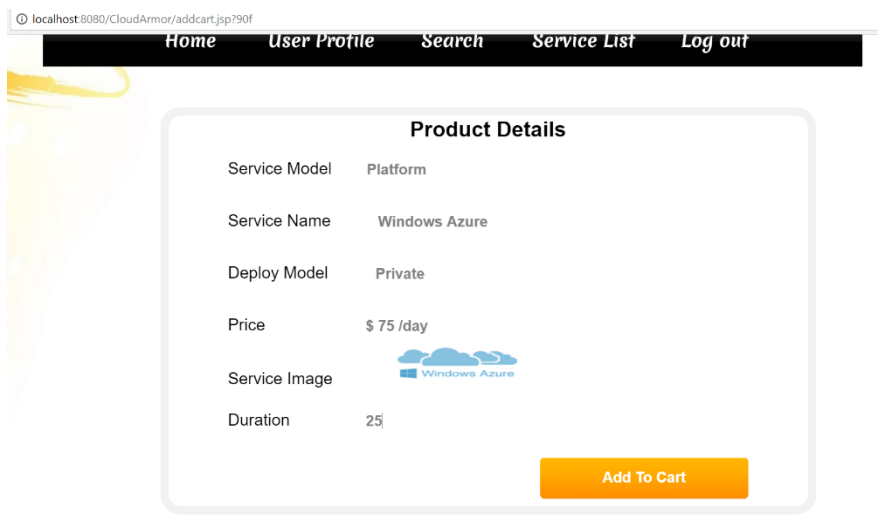 localhost:8080/CloudArmor/addcart.jsp?90f
Home User Profile Search Service List Log out
Product Details
Service Model Platform
Service Name Windows Azure
Deploy Model Private
Price $ 75 /day
Service Image Windows Azure
Duration 25
Add To Cart